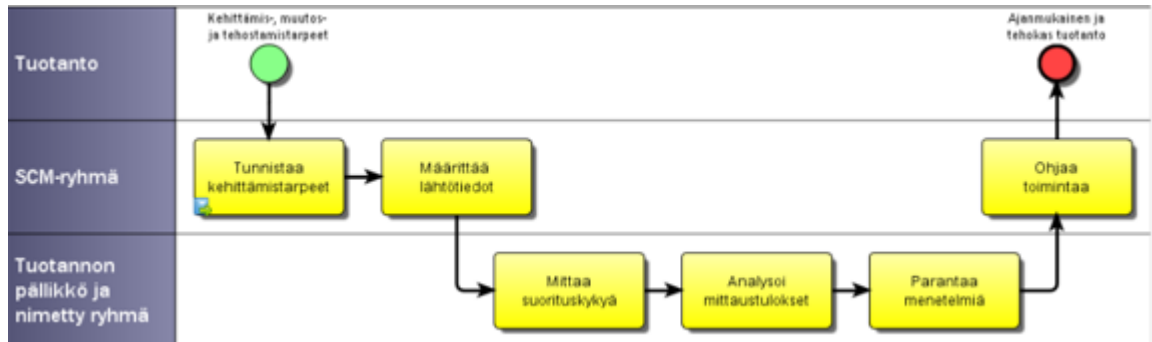 Kehittämis-, muutos-
ja tehostamistarpeet
Ajanmukainen ja
tehokas tuotanto
Tuotanto
SCM-ryhmä
Tunnistaa
kehittämistarpeet
Määrittää
lähtötiedot
Ohjaa
toimintaa
Tuotannon
pällikkö ja
nimetty ryhmä
Mittaa
suorituskykyä
Analysoi
mittaustulokset
Parantaa
menetelmiä